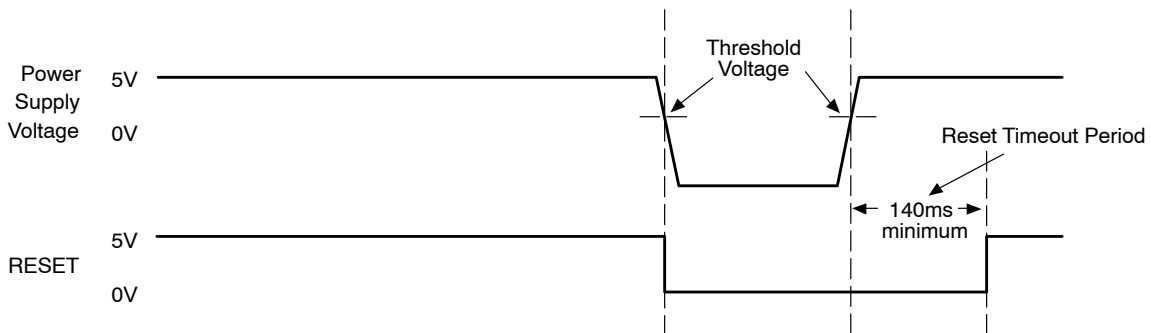 Threshold
Voltage
Power
Supply
Voltage
5V
0V
Reset Timeout Period
140ms
minimum
RESET
5V
0V